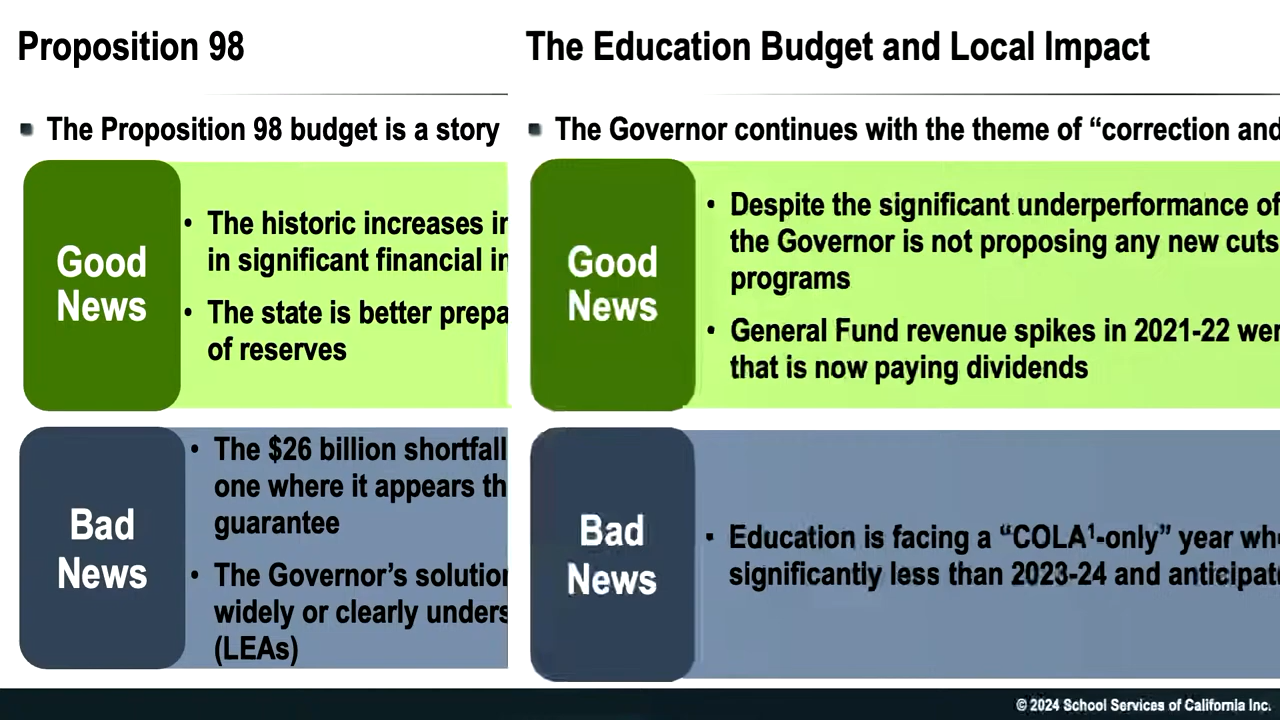 Proposition 98
The Proposition 98 budget is a story
Good
News
• The historic increases in
in significant financial in
• The state is better prepa
of reserves
Bad
News
• The $26 billion shortfall
one where it appears th
guarantee
• The Governor’s solution
widely or clearly unders
(LEAs)
The Education Budget and Local Impact
The Governor continues with the theme of “correction and
Good
News
• Despite the significant underperformance of
the Governor is not proposing any new cuts
programs
• General Fund revenue spikes in 2021-22 wer
that is now paying dividends
Bad
News
• Education is facing a “COLA¹-only” year whe
significantly less than 2023-24 and anticipate
© 2024 School Services of California Inc.